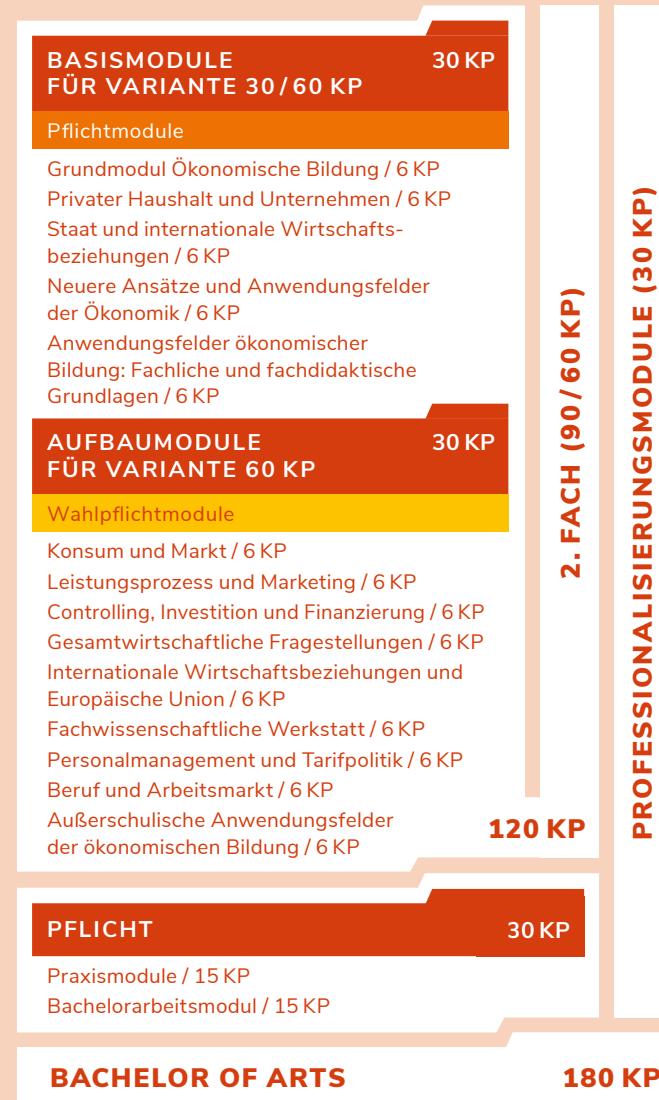 BASISMODULE 30 KP
FÜR VARIANTE 30/60 KP
Pflichtmodule
Grundmodul Ökonomische Bildung / 6 KP
Privater Haushalt und Unternehmen / 6 KP
Staat und internationale Wirtschafts-
beziehungen / 6 KP
Neuere Ansätze und Anwendungsfelder
der Ökonomik / 6 KP
Anwendungsfelder ökonomischer
Bildung: Fachliche und fachdidaktische
Grundlagen / 6 KP
AUFBAUMODULE 30 KP
FÜR VARIANTE 60 KP
Wahlpflichtmodule
Konsum und Markt / 6 KP
Leistungsprozess und Marketing / 6 KP
Controlling, Investition und Finanzierung / 6 KP
Gesamtwirtschaftliche Fragestellungen / 6 KP
Internationale Wirtschaftsbeziehungen und
Europäische Union / 6 KP
Fachwissenschaftliche Werkstatt / 6 KP
Personalmanagement und Tarifpolitik / 6 KP
Beruf und Arbeitsmarkt / 6 KP
Außerschulische Anwendungsfelder
der ökonomischen Bildung / 6 KP
2. FACH (90/60 KP)
120 KP
PROFESSIONALISIERUNGSMODULE (30 KP)
PFLICHT 30 KP
Praxismodule / 15 KP
Bachelorarbeitsmodul / 15 KP
BACHELOR OF ARTS 180 KP